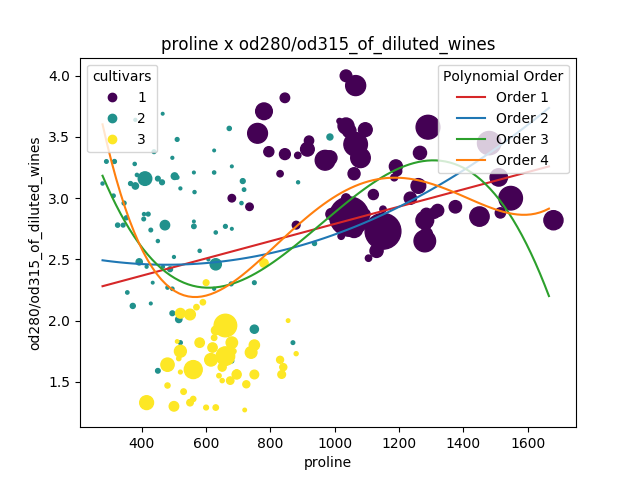 proline x od280/od315_of_diluted_wines
cultivars
1
2
3
Polynomial Order
Order 1
Order 2
Order 3
Order 4
4.0
3.5
3.0
2.5
2.0
1.5
od280/od315_of_diluted_wines
400 600 800 1000 1200 1400 1600
proline